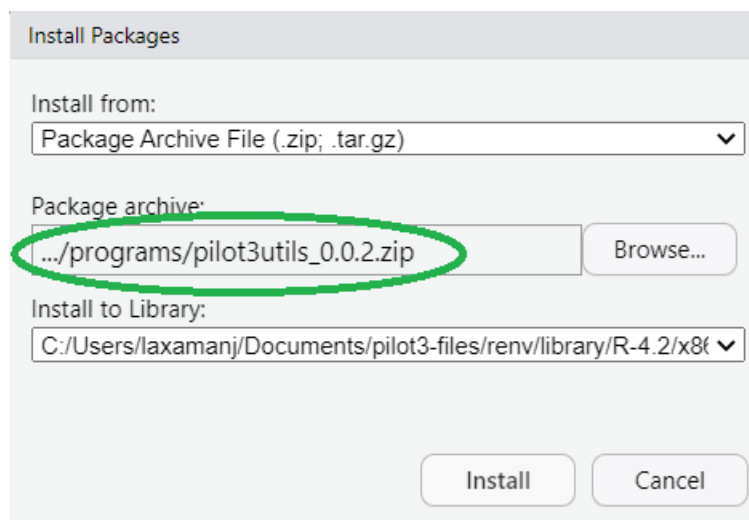 Install Packages
Install from:
Package Archive File (.zip; .tar.gz)
Package archive:
.../programs/pilot3utils_0.0.2.zip
Browse...
Install to Library:
C:/Users/laxamanj/Documents/pilot3-files/renv/library/R-4.2/x86
Install
Cancel